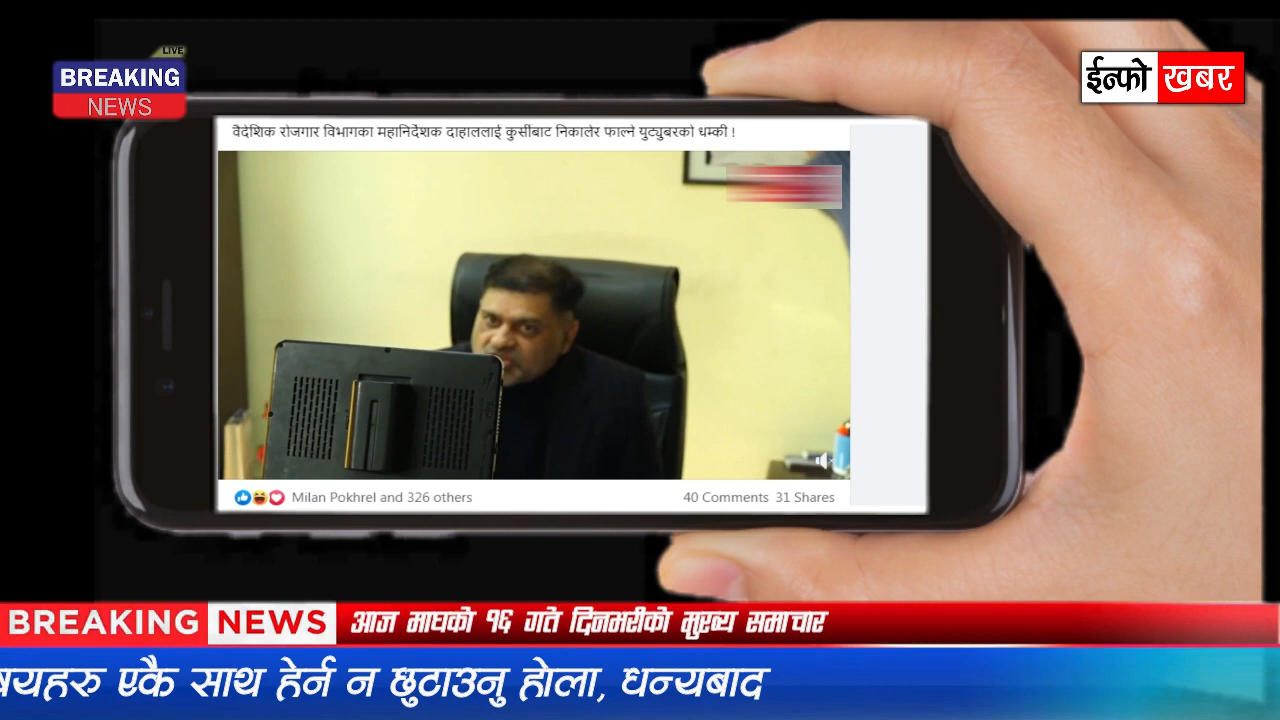 LIVE
BREAKING
NEWS
ईन्फो खबर
वैदेशिक रोजगार विभागका महानिर्देशक दाहाललाई कुर्सीबाट निकालेर फाल्ने युट्युबरको धम्की !
Milan Pokhrel and 326 others 40 Comments 31 Shares
BREAKING NEWS आज माघको १६ गते दिनभरीको मुख्य समाचार
एकै साथ हेर्न न छुटाउनु होला, धन्यबाद